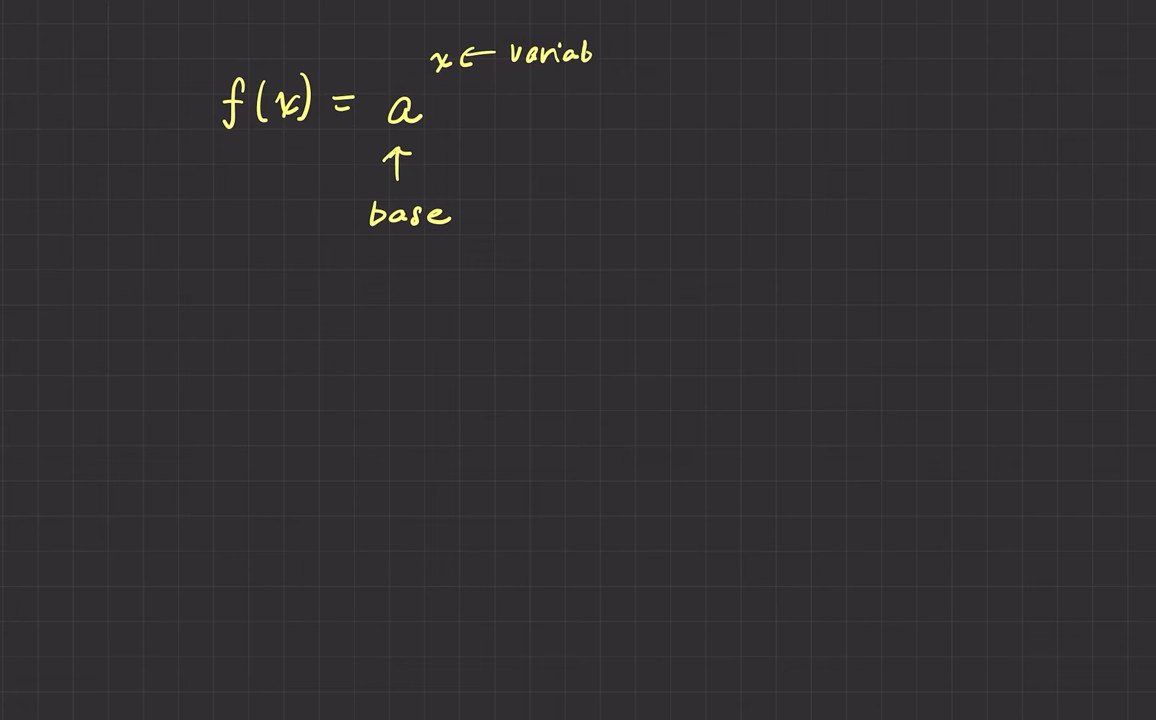 x ← variab
f(x) = a
↑
base